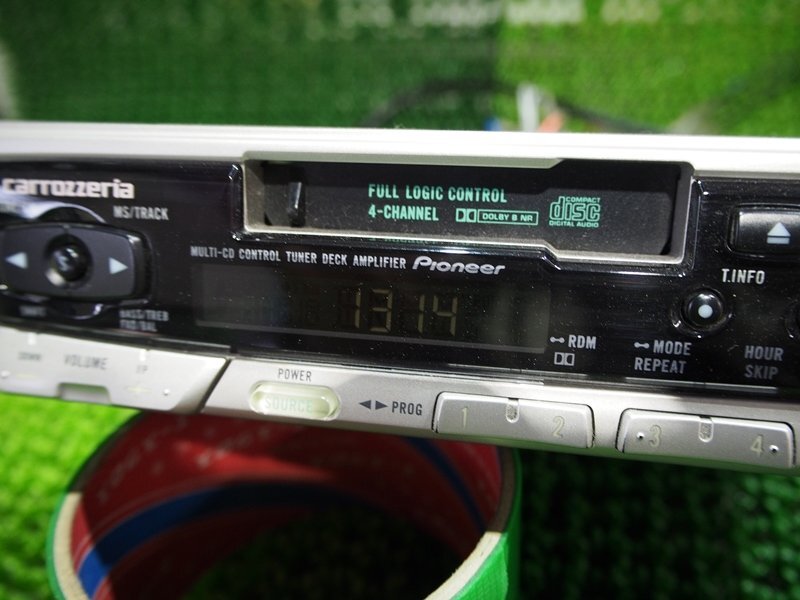 carrozzeria
MS/TRACK
FULL LOGIC CONTROL
4-CHANNEL DOLBY B NR
COMPACT
disc
DIGITAL AUDIO
MULTI-CD CONTROL TUNER DECK AMPLIFIER Pioneer
T.INFO
1314
BASS/TREB
FAD/BAL
RDM
MODE
REPEAT
HOUR
SKIP
DOWN VOLUME UP
POWER
SOURCE
PROG
1 2 3 4